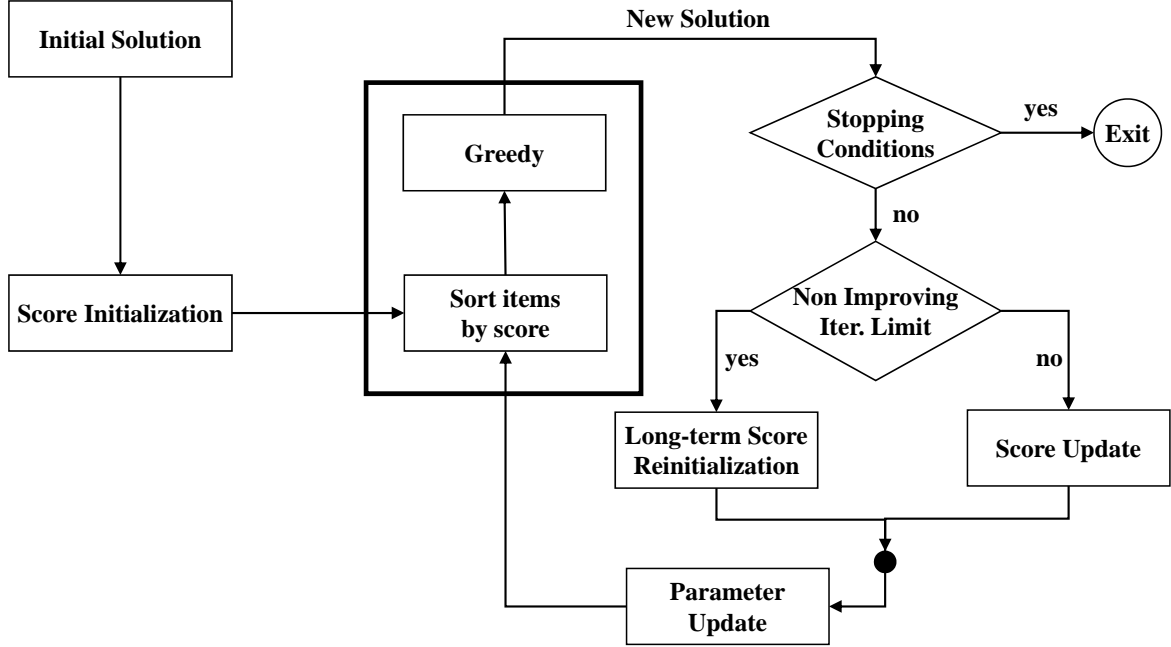 New Solution
Initial Solution
Stopping
Conditions
yes
Exit
Greedy
no
Score Initialization
Sort items
by score
Non Improving
Iter. Limit
yes
no
Long-term Score
Reinitialization
Score Update
Parameter
Update